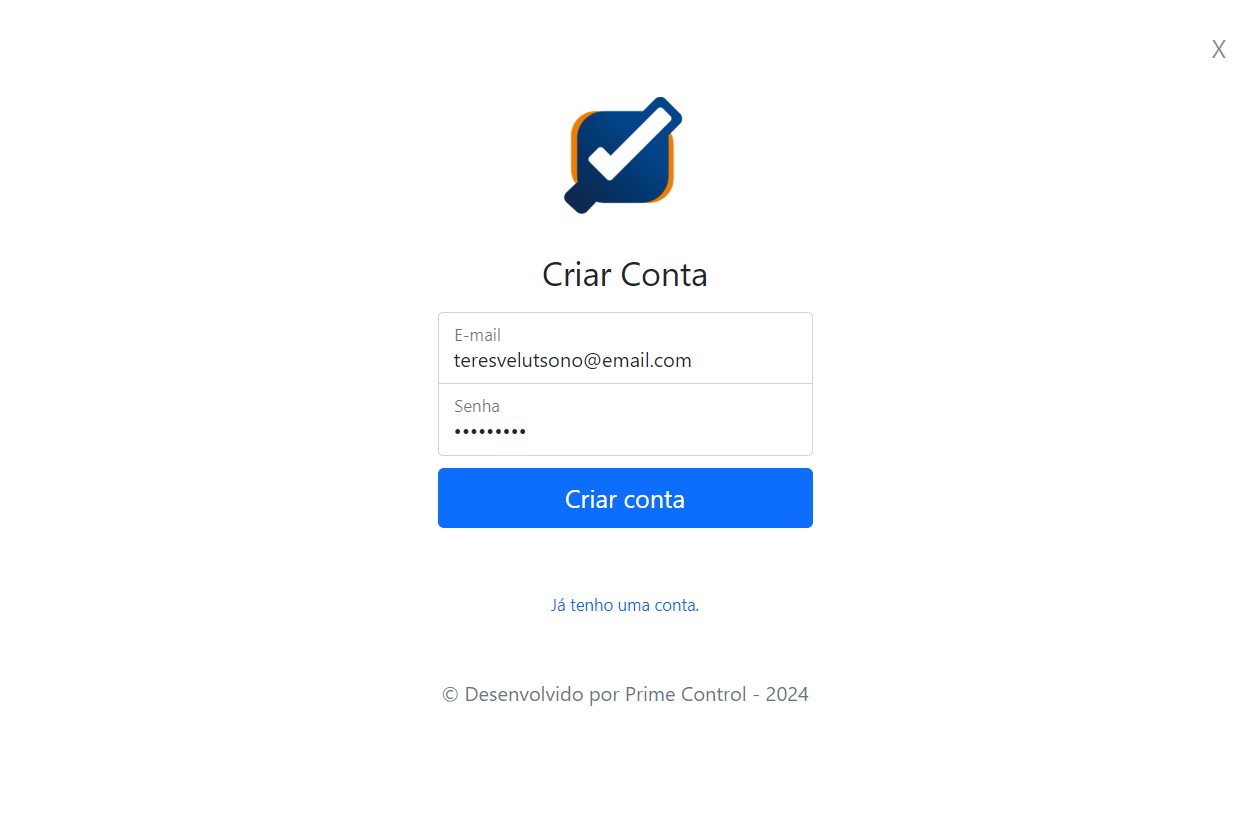 X
Criar Conta
E-mail
teresvelutsono@email.com
Senha
•••••••••
Criar conta
Já tenho uma conta.
© Desenvolvido por Prime Control - 2024